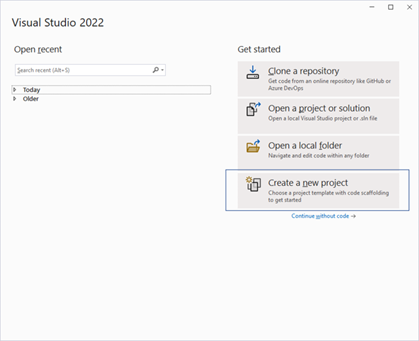 Visual Studio 2022
Open recent
Search recent (Alt+S)
Today
Older
Get started
Clone a repository
Get code from an online repository like GitHub or
Azure DevOps
Open a project or solution
Open a local Visual Studio project or .sln file
Open a local folder
Navigate and edit code within any folder
Create a new project
Choose a project template with code scaffolding
to get started
Continue without code →